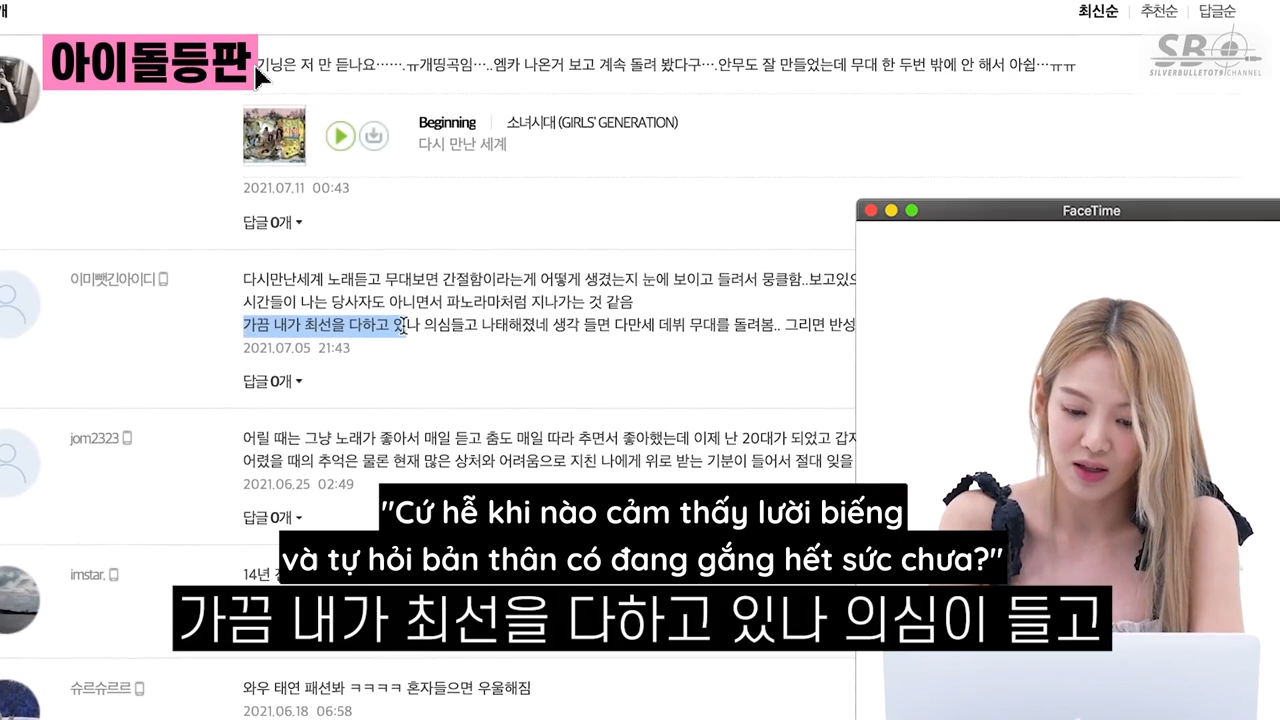 개
최신순 | 추천순 | 답글순
아이돌등판
SB
SILVERBULLET019 CHANNEL
기닝은 저 만 듣나요…….ㅠ개띵곡임…..엠카 나온거 보고 계속 돌려 봤다구….안무도 잘 만들었는데 무대 한 두번 밖에 안 해서 아쉽…ㅠㅠ
Beginning | 소녀시대 (GIRLS' GENERATION)
다시 만난 세계
2021.07.11 00:43
답글 0개
FaceTime
이미뺏긴아이디
다시만난세계 노래듣고 무대보면 간절함이라는게 어떻게 생겼는지 눈에 보이고 들려서 뭉클함..보고있으
시간들이 나는 당사자도 아니면서 파노라마처럼 지나가는 것 같음
가끔 내가 최선을 다하고 있나 의심들고 나태해졌네 생각 들면 다만세 데뷔 무대를 돌려봄.. 그리면 반성
2021.07.05 21:43
답글 0개
jom2323
어릴 때는 그냥 노래가 좋아서 매일 듣고 춤도 매일 따라 추면서 좋아했는데 이제 난 20대가 되었고 갑자
어렸을 때의 추억은 물론 현재 많은 상처와 어려움으로 지친 나에게 위로 받는 기분이 들어서 절대 잊을
2021.06.25 02:49
답글 0개
"Cứ hễ khi nào cảm thấy lười biếng
và tự hỏi bản thân có đang gắng hết sức chưa?"
imstar.
14년 전
가끔 내가 최선을 다하고 있나 의심이 들고
슈르슈르르
와우 태연 패션봐 ㅋㅋㅋㅋ 혼자들으면 우울해짐
2021.06.18 06:58